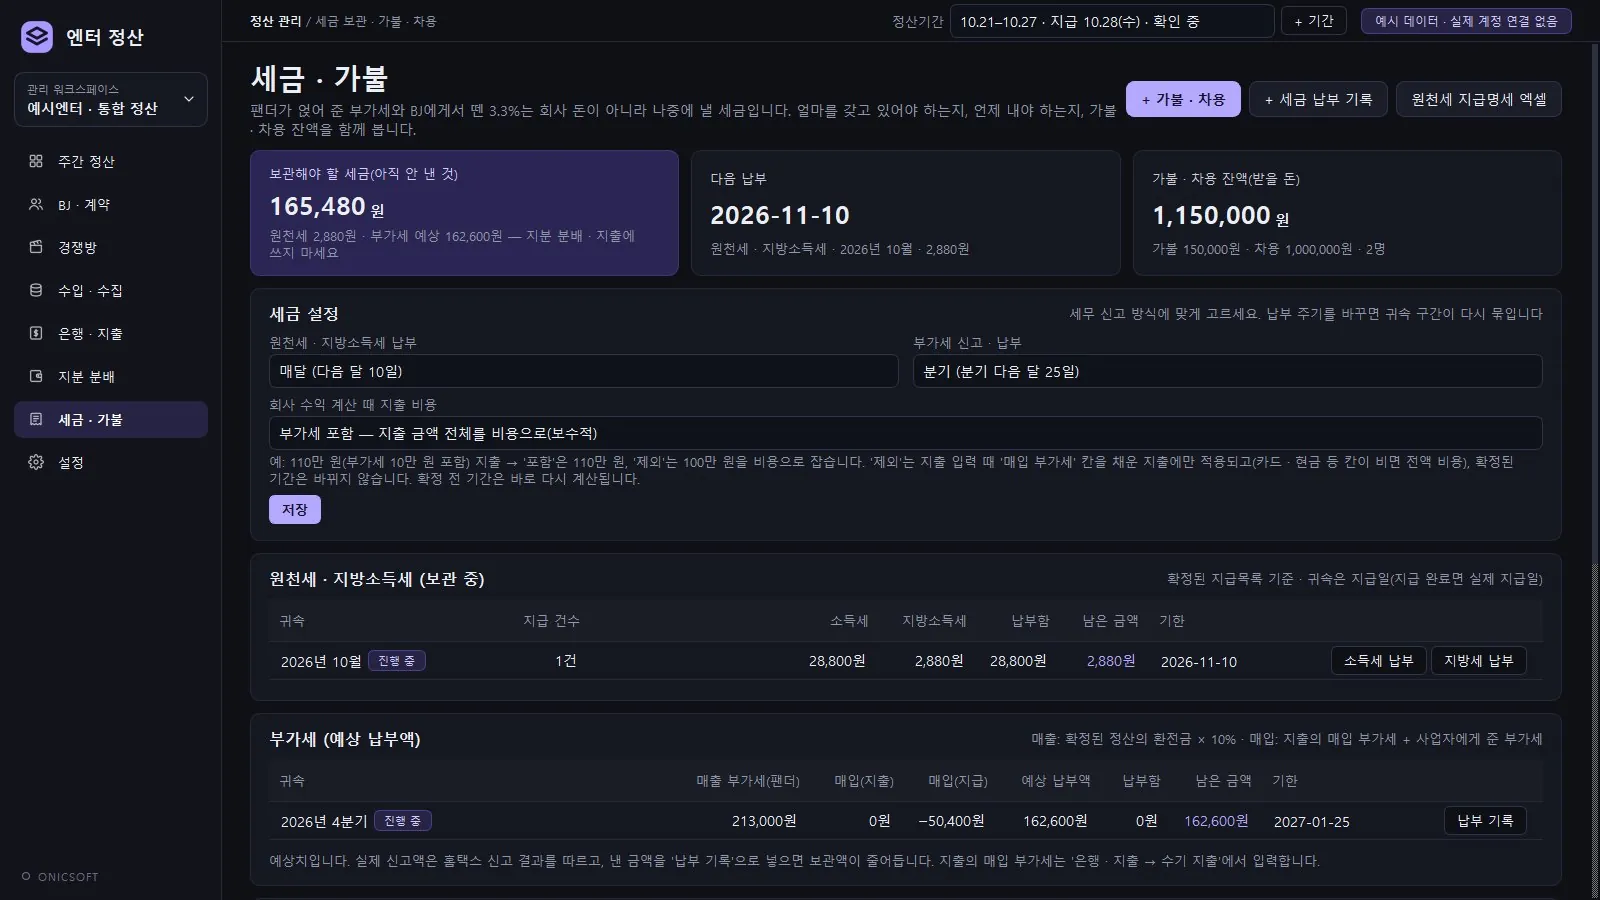 엔터 정산
관리 워크스페이스
예시엔터 · 통합 정산
주간 정산
BJ · 계약
경쟁방
수입 · 수집
은행 · 지출
지분 분배
세금 · 가불
설정
ONICSOFT
정산 관리 / 세금 보관 · 가불 · 차용
정산기간
10.21–10.27 · 지급 10.28(수) · 확인 중
+ 기간
예시 데이터 · 실제 계정 연결 없음
세금 · 가불
팬더가 얹어 준 부가세와 BJ에게서 뗀 3.3%는 회사 돈이 아니라 나중에 낼 세금입니다. 얼마를 갖고 있어야 하는지, 언제 내야 하는지, 가불
· 차용 잔액을 함께 봅니다.
+ 가불 · 차용
+ 세금 납부 기록
원천세 지급명세 엑셀
보관해야 할 세금(아직 안 낸 것)
165,480 원
원천세 2,880원 · 부가세 예상 162,600원 — 지분 분배 · 지출에
쓰지 마세요
다음 납부
2026-11-10
원천세 · 지방소득세 · 2026년 10월 · 2,880원
가불 · 차용 잔액(받을 돈)
1,150,000 원
가불 150,000원 · 차용 1,000,000원 · 2명
세금 설정
세무 신고 방식에 맞게 고르세요. 납부 주기를 바꾸면 귀속 구간이 다시 묶입니다
원천세 · 지방소득세 납부
부가세 신고 · 납부
매달 (다음 달 10일)
분기 (분기 다음 달 25일)
회사 수익 계산 때 지출 비용
부가세 포함 — 지출 금액 전체를 비용으로(보수적)
예: 110만 원(부가세 10만 원 포함) 지출 → '포함'은 110만 원, '제외'는 100만 원을 비용으로 잡습니다. '제외'는 지출 입력 때 '매입 부가세' 칸을 채운 지출에만 적용되고(카드 · 현금 등 칸이 비면 전액 비용), 확정된
기간은 바뀌지 않습니다. 확정 전 기간은 바로 다시 계산됩니다.
저장
원천세 · 지방소득세 (보관 중)
확정된 지급목록 기준 · 귀속은 지급일(지급 완료면 실제 지급일)
귀속 지급 건수 소득세 지방소득세 납부함 남은 금액 기한
2026년 10월 진행 중 1건 28,800원 2,880원 28,800원 2,880원 2026-11-10 소득세 납부 지방세 납부
부가세 (예상 납부액)
매출: 확정된 정산의 환전금 × 10% · 매입: 지출의 매입 부가세 + 사업자에게 준 부가세
귀속 매출 부가세(팬더) 매입(지출) 매입(지급) 예상 납부액 납부함 남은 금액 기한
2026년 4분기 진행 중 213,000원 0원 −50,400원 162,600원 0원 162,600원 2027-01-25 납부 기록
예상치입니다. 실제 신고액은 홈택스 신고 결과를 따르고, 낸 금액을 '납부 기록'으로 넣으면 보관액이 줄어듭니다. 지출의 매입 부가세는 '은행 · 지출 → 수기 지출'에서 입력합니다.